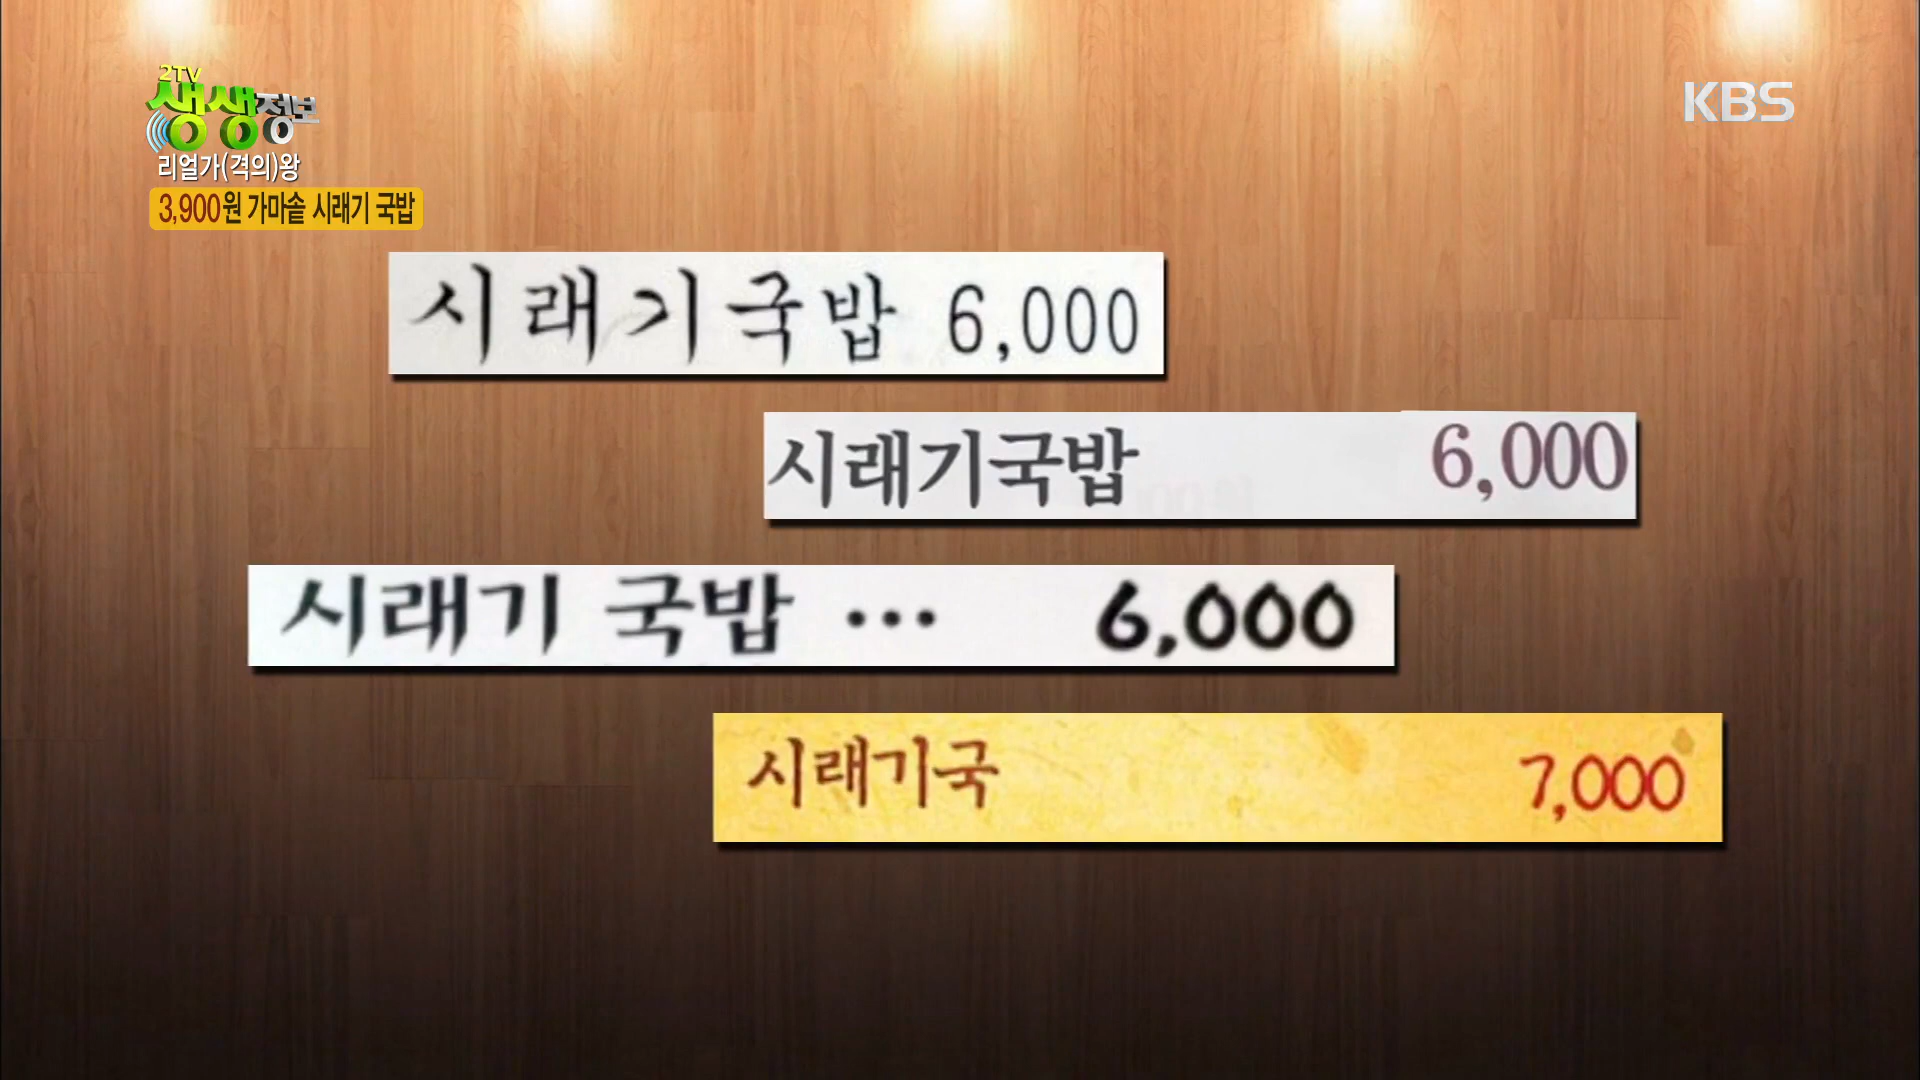 2TV
생생정보
KBS
리얼가(격의)왕
3,900원 가마솥 시래기 국밥
시래기국밥 6,000
시래기국밥 6,000
시래기 국밥 ··· 6,000
시래기국 7,000